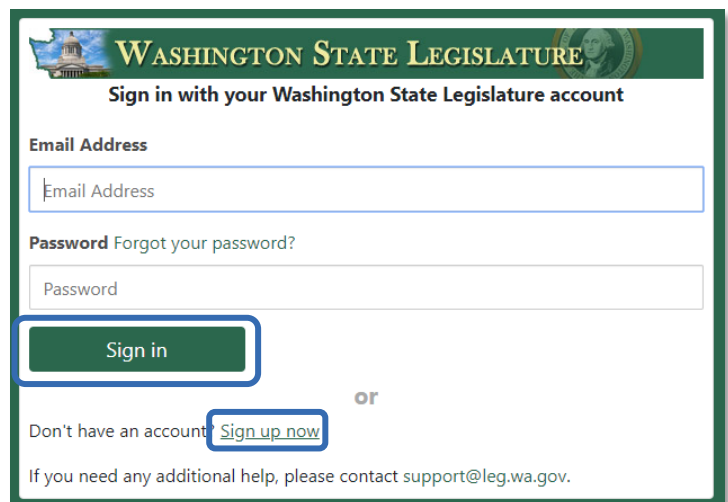 WASHINGTON STATE LEGISLATURE
Sign in with your Washington State Legislature account
Email Address
Email Address
Password Forgot your password?
Password
Sign in
or
Don't have an account? Sign up now
If you need any additional help, please contact support@leg.wa.gov.